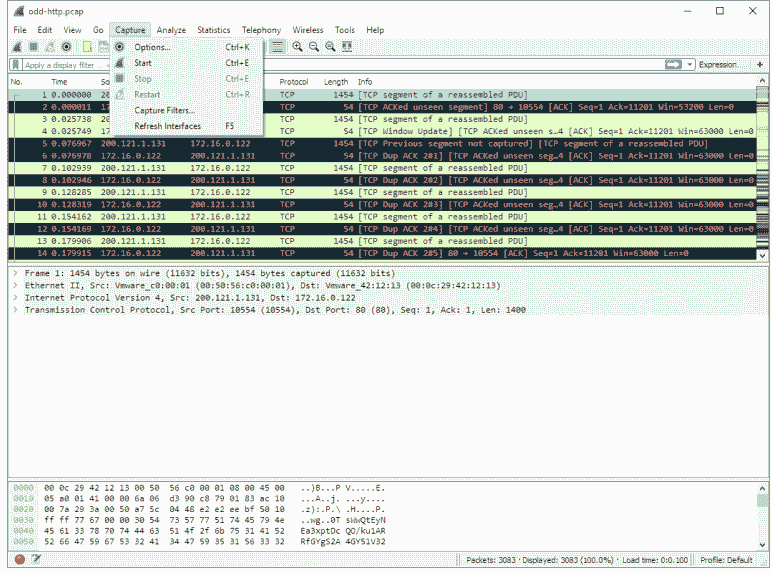 odd-http.pcap
File Edit View Go Capture Analyze Statistics Telephony Wireless Tools Help
Options... Ctrl+K
Start Ctrl+E
Stop Ctrl+E
Restart Ctrl+R
Capture Filters...
Refresh Interfaces F5
Apply a display filter ... Expression... +
No. Time So Protocol Length Info
1 0.000000 20 TCP 1454 [TCP segment of a reassembled PDU]
2 0.000011 17 TCP 54 [TCP ACKed unseen segment] 80 → 10554 [ACK] Seq=1 Ack=11201 Win=53200 Len=0
3 0.025738 20 TCP 1454 [TCP segment of a reassembled PDU]
4 0.025749 17 TCP 54 [TCP Window Update] [TCP ACKed unseen s…4 [ACK] Seq=1 Ack=11201 Win=63000 Len=0
5 0.076967 200.121.1.131 172.16.0.122 TCP 1454 [TCP Previous segment not captured] [TCP segment of a reassembled PDU]
6 0.076978 172.16.0.122 200.121.1.131 TCP 54 [TCP Dup ACK 2#1] [TCP ACKed unseen seg…4 [ACK] Seq=1 Ack=11201 Win=63000 Len=0
7 0.102939 200.121.1.131 172.16.0.122 TCP 1454 [TCP segment of a reassembled PDU]
8 0.102946 172.16.0.122 200.121.1.131 TCP 54 [TCP Dup ACK 2#2] [TCP ACKed unseen seg…4 [ACK] Seq=1 Ack=11201 Win=63000 Len=0
9 0.128285 200.121.1.131 172.16.0.122 TCP 1454 [TCP segment of a reassembled PDU]
10 0.128319 172.16.0.122 200.121.1.131 TCP 54 [TCP Dup ACK 2#3] [TCP ACKed unseen seg…4 [ACK] Seq=1 Ack=11201 Win=63000 Len=0
11 0.154162 200.121.1.131 172.16.0.122 TCP 1454 [TCP segment of a reassembled PDU]
12 0.154169 172.16.0.122 200.121.1.131 TCP 54 [TCP Dup ACK 2#4] [TCP ACKed unseen seg…4 [ACK] Seq=1 Ack=11201 Win=63000 Len=0
13 0.179906 200.121.1.131 172.16.0.122 TCP 1454 [TCP segment of a reassembled PDU]
14 0.179915 172.16.0.122 200.121.1.131 TCP 54 [TCP Dup ACK 2#5] 80 → 10554 [ACK] Seq=1 Ack=11201 Win=63000 Len=0
Frame 1: 1454 bytes on wire (11632 bits), 1454 bytes captured (11632 bits)
Ethernet II, Src: Vmware_c0:00:01 (00:50:56:c0:00:01), Dst: Vmware_42:12:13 (00:0c:29:42:12:13)
Internet Protocol Version 4, Src: 200.121.1.131, Dst: 172.16.0.122
Transmission Control Protocol, Src Port: 10554 (10554), Dst Port: 80 (80), Seq: 1, Ack: 1, Len: 1400
0000 00 0c 29 42 12 13 00 50 56 c0 00 01 08 00 45 00 ..)B...P V.....E.
0010 05 a0 01 41 00 00 6a 06 d3 90 c8 79 01 83 ac 10 ...A..j. ...y....
0020 00 7a 29 3a 00 50 a7 5c 04 48 e2 e2 ee bf 50 10 .z):.P.\ .H....P.
0030 ff ff 77 67 00 00 30 54 73 57 77 51 74 45 79 4e ..wg..0T sWwQtEyN
0040 45 61 33 78 70 74 44 63 51 4f 2f 6b 75 31 41 52 Ea3xptDc QO/ku1AR
0050 52 66 47 59 67 53 32 41 34 47 59 35 31 56 33 32 RfGYgS2A 4GY51V32
Packets: 3083 · Displayed: 3083 (100.0%) · Load time: 0:0.100 Profile: Default